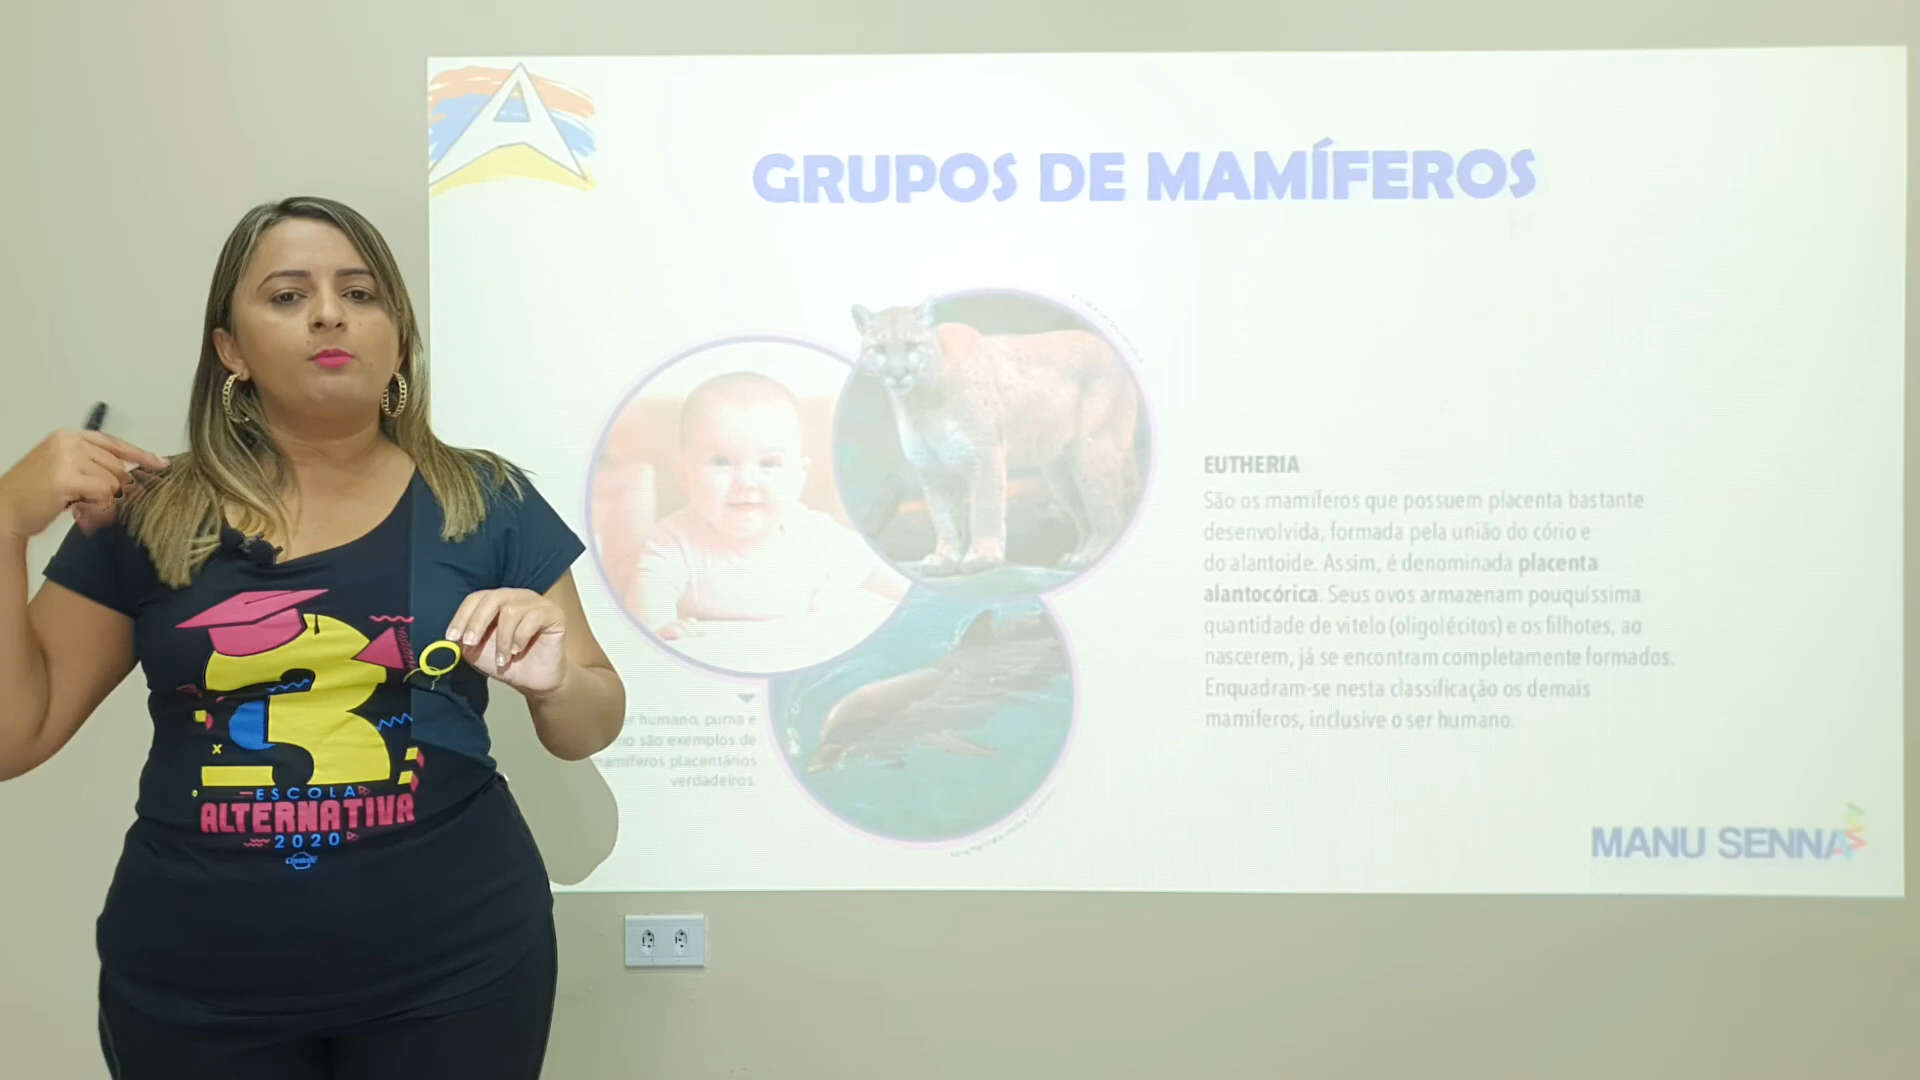 GRUPOS DE MAMÍFEROS
EUTHERIA
São os mamíferos que possuem placenta bastante
desenvolvida, formada pela união do cório e
do alantoide. Assim, é denominada placenta
alantocórica. Seus ovos armazenam pouquíssima
quantidade de vitelo (oligolécitos) e os filhotes, ao
nascerem, já se encontram completamente formados.
Enquadram-se nesta classificação os demais
mamíferos, inclusive o ser humano.
humano, puma e
são exemplos de
mamíferos placentários
verdadeiros.
MANU SENNA
3
ESCOLA
ALTERNATIVA
2020